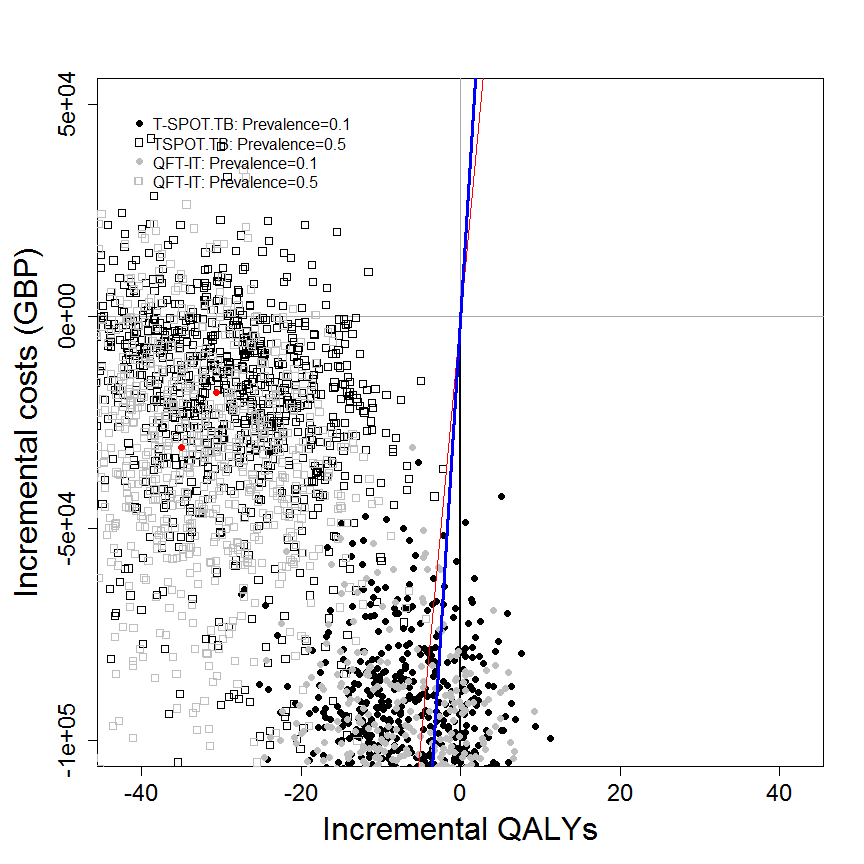 5e+04
0e+00
-5e+04
-1e+05
Incremental costs (GBP)
T-SPOT.TB: Prevalence=0.1
TSPOT.TB: Prevalence=0.5
QFT-IT: Prevalence=0.1
QFT-IT: Prevalence=0.5
-40 -20 0 20 40
Incremental QALYs